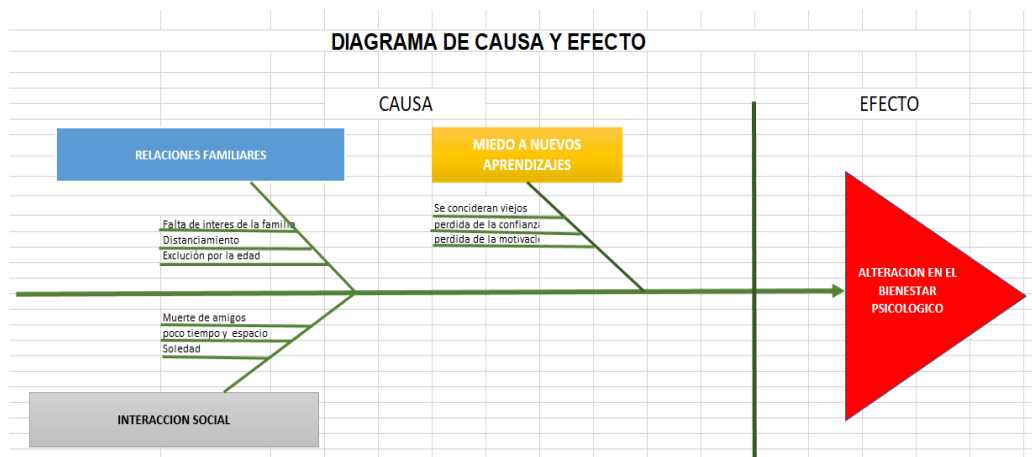 DIAGRAMA DE CAUSA Y EFECTO
CAUSA
EFECTO
RELACIONES FAMILIARES
MIEDO A NUEVOS
APRENDIZAJES
Falta de interes de la familia
Distanciamiento
Exclución por la edad
Se concideran viejos
perdida de la confianz
perdida de la motivaci
ALTERACION EN EL
BIENESTAR
PSICOLOGICO
Muerte de amigos
poco tiempo y espacio
Soledad
INTERACCION SOCIAL